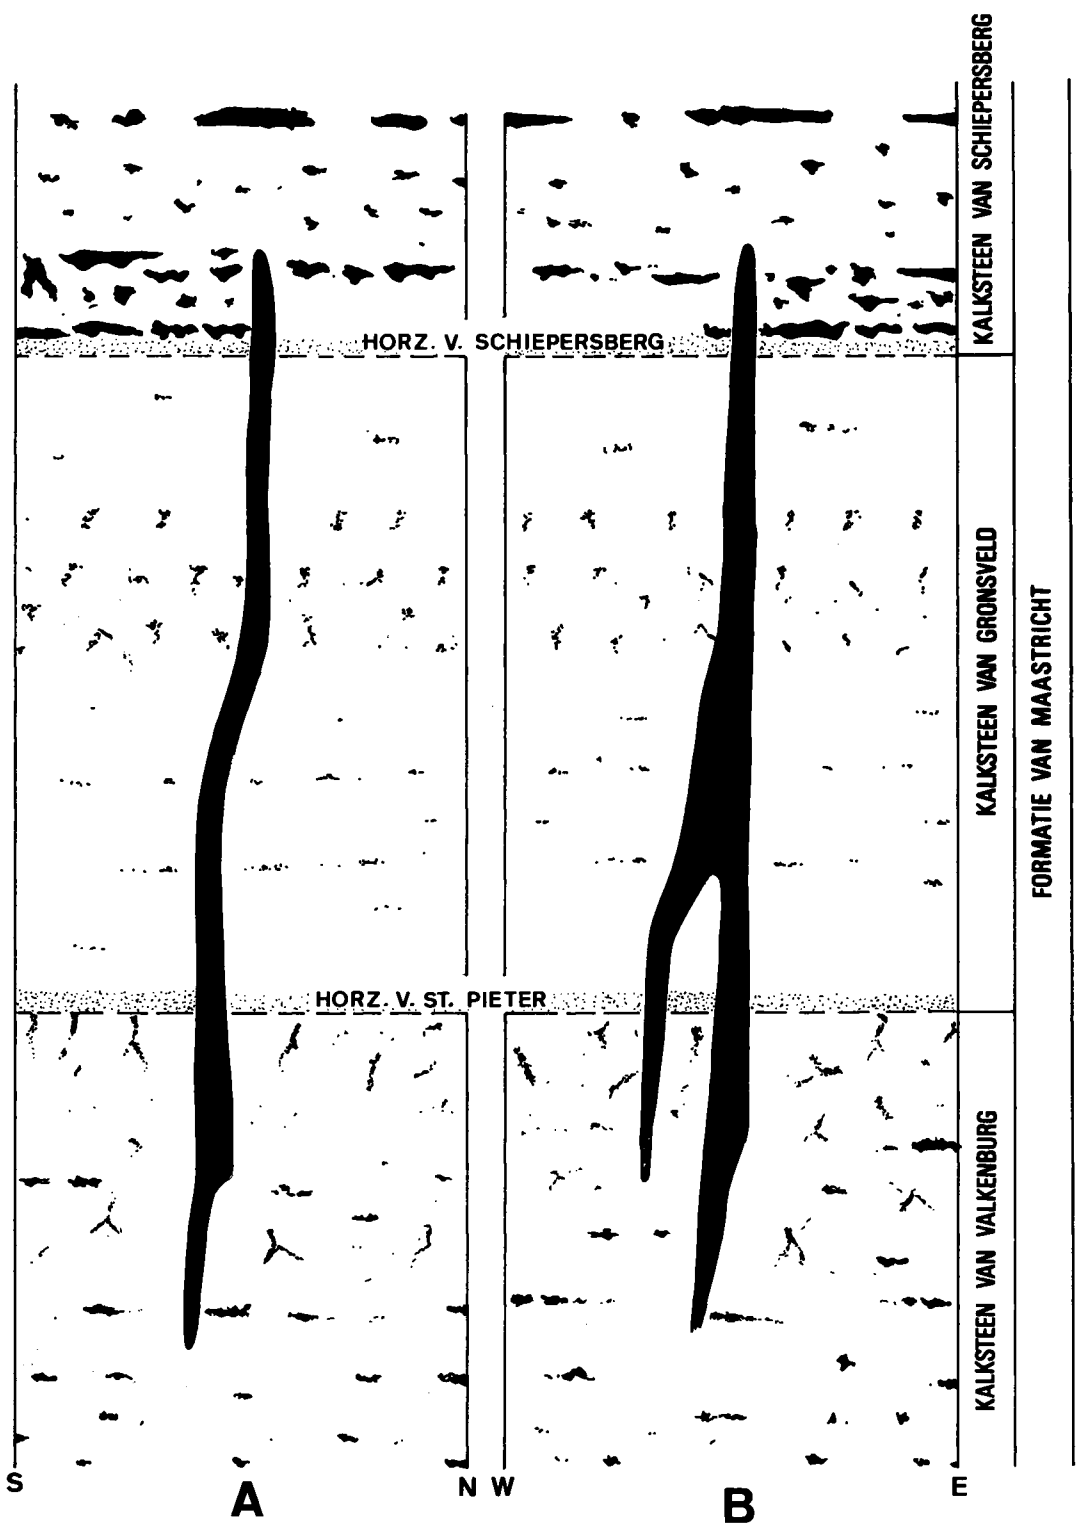 KALKSTEEN VAN SCHIEPERSBERG
HORZ. V. SCHIEPERSBERG
KALKSTEEN VAN GRONSVELD
FORMATIE VAN MAASTRICHT
HORZ. V. ST. PIETER
KALKSTEEN VAN VALKENBURG
S N W E
A B